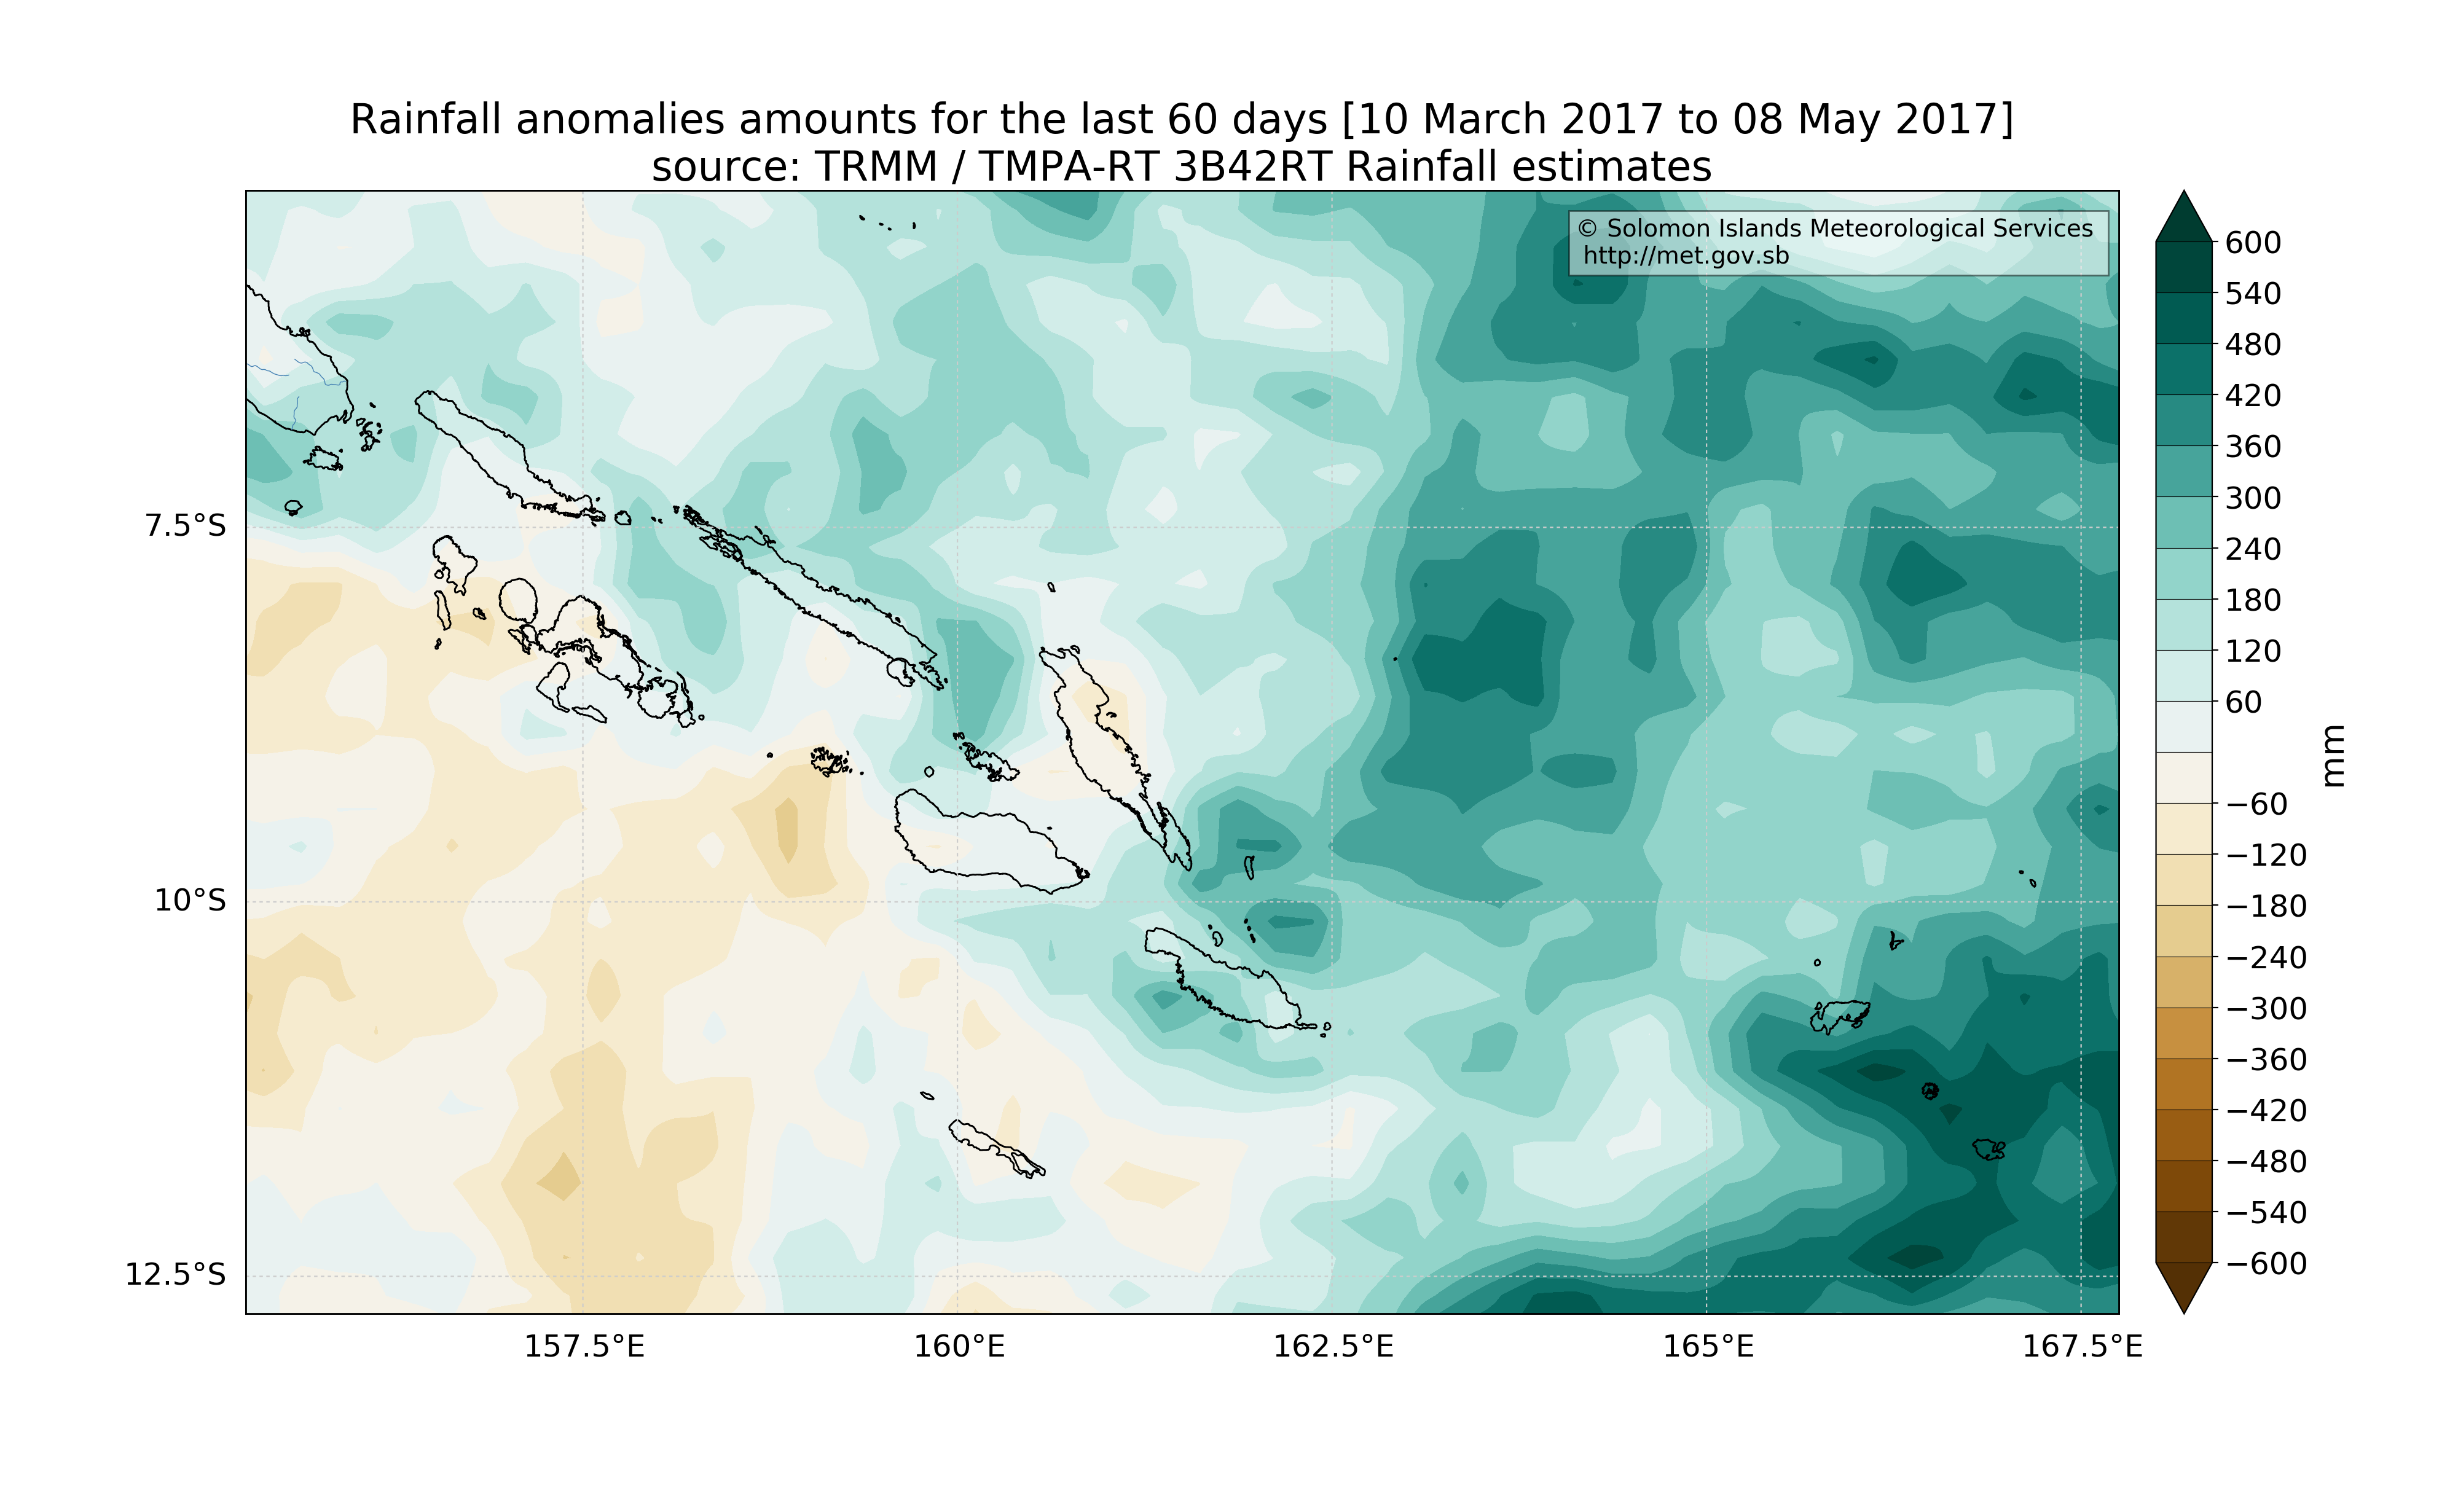 Rainfall anomalies amounts for the last 60 days [10 March 2017 to 08 May 2017]
source: TRMM / TMPA-RT 3B42RT Rainfall estimates
© Solomon Islands Meteorological Services
http://met.gov.sb
7.5°S
10°S
12.5°S
157.5°E
160°E
162.5°E
165°E
167.5°E
600
540
480
420
360
300
240
180
120
60
−60
−120
−180
−240
−300
−360
−420
−480
−540
−600
mm